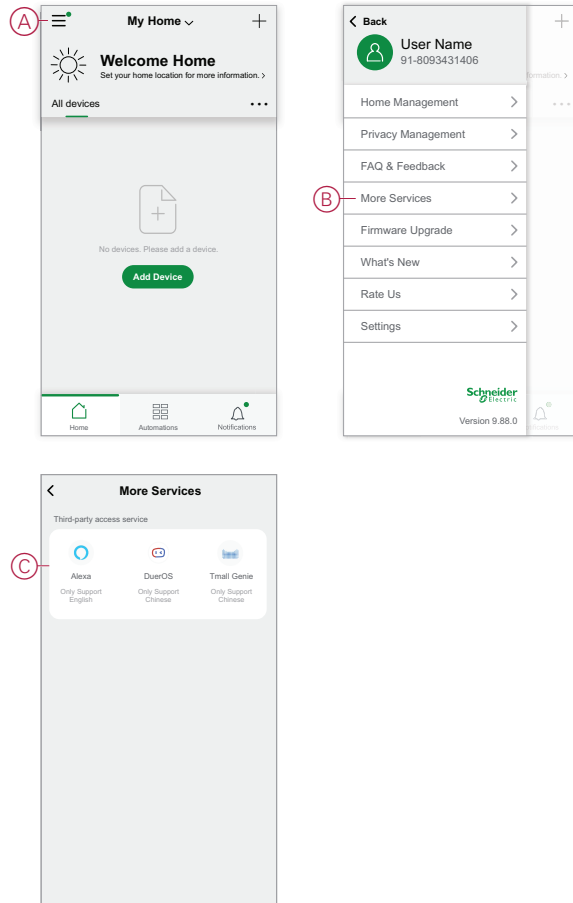 A
My Home
Welcome Home
Set your home location for more information. >
All devices
No devices. Please add a device.
Add Device
Home
Automations
Notifications
Back
User Name
91-8093431406
formation. >
Home Management
Privacy Management
FAQ & Feedback
B
More Services
Firmware Upgrade
What's New
Rate Us
Settings
Schneider
Electric
Version 9.88.0
More Services
Third-party access service
C
Alexa
DuerOS
Tmall Genie
Only Support
English
Only Support
Chinese
Only Support
Chinese